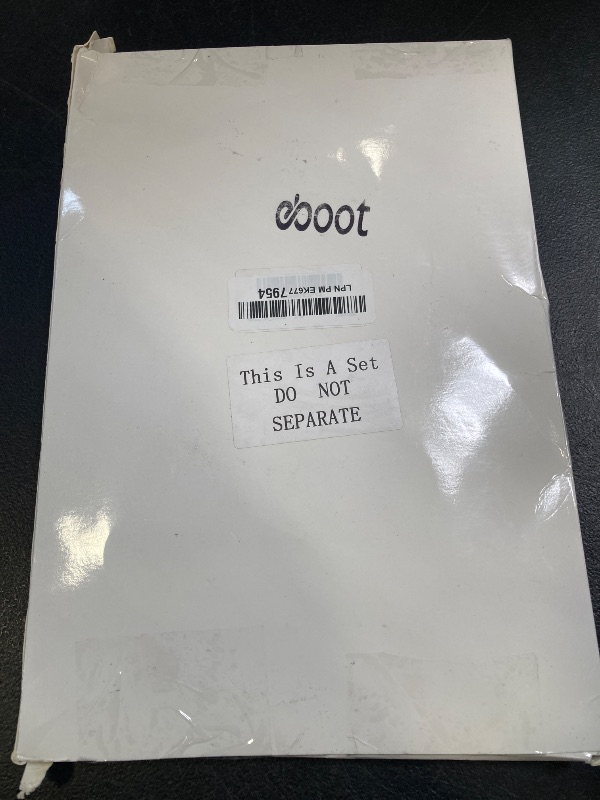 eboot
LPN PM EK677 7954
This Is A Set
DO NOT
SEPARATE